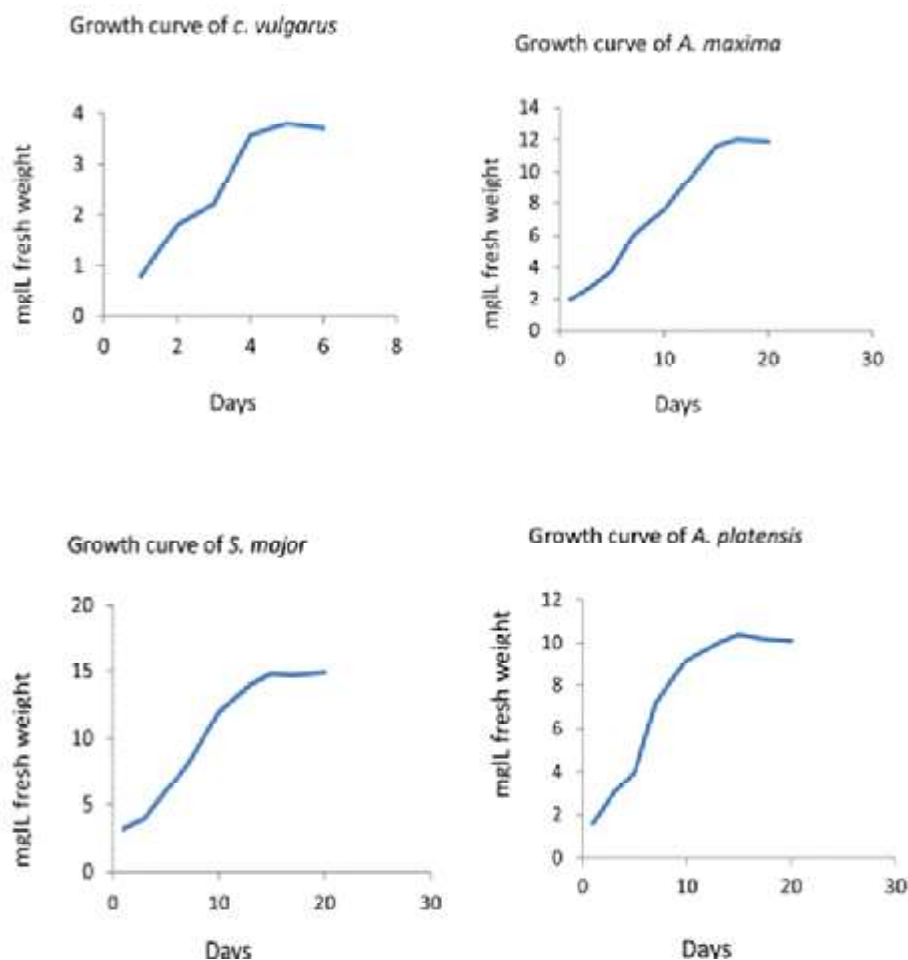 Growth curve of c. vulgarus
mg|L fresh weight
4
3
2
1
0
0 2 4 6 8
Days
Growth curve of A. maxima
mg|L fresh weight
14
12
10
8
6
4
2
0
0 10 20 30
Days
Growth curve of S. major
mg|L fresh weight
20
15
10
5
0
0 10 20 30
Days
Growth curve of A. platensis
mg|L fresh weight
12
10
8
6
4
2
0
0 10 20 30
Days